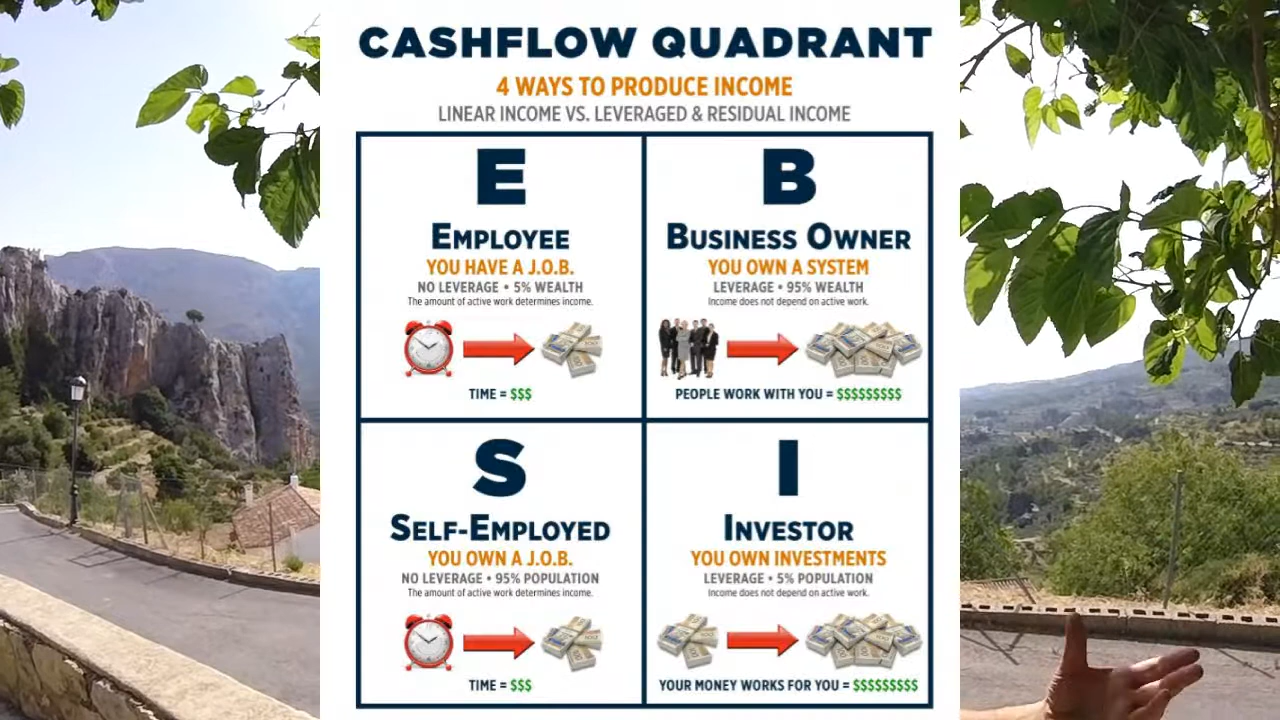 CASHFLOW QUADRANT
4 WAYS TO PRODUCE INCOME
LINEAR INCOME VS. LEVERAGED & RESIDUAL INCOME
E
EMPLOYEE
YOU HAVE A J.O.B.
NO LEVERAGE • 5% WEALTH
The amount of active work determines income.
TIME = $$$
B
BUSINESS OWNER
YOU OWN A SYSTEM
LEVERAGE • 95% WEALTH
Income does not depend on active work.
PEOPLE WORK WITH YOU = $$$$$$$$$
S
SELF-EMPLOYED
YOU OWN A J.O.B.
NO LEVERAGE • 95% POPULATION
The amount of active work determines income.
TIME = $$$
I
INVESTOR
YOU OWN INVESTMENTS
LEVERAGE • 5% POPULATION
Income does not depend on active work.
YOUR MONEY WORKS FOR YOU = $$$$$$$$$